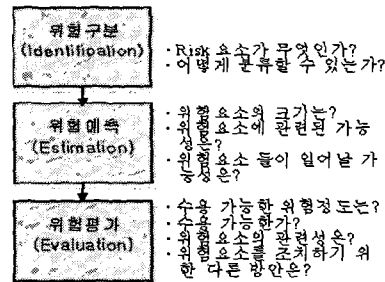 위험구분
(Identification)
· Risk 요소가 무엇인가?
· 어떻게 분류할 수 있는가?
위험예측
(Estimation)
· 위험요소의 크기는?
· 위험요소에 관련된 가능
성은?
· 위험요소 들이 일어날 가
능성은?
위험평가
(Evaluation)
· 수용 가능한 위험정도는?
· 수용 가능한가?
· 위험요소의 관련성은?
· 위험요소를 조치하기 위
한 다른 방안은?